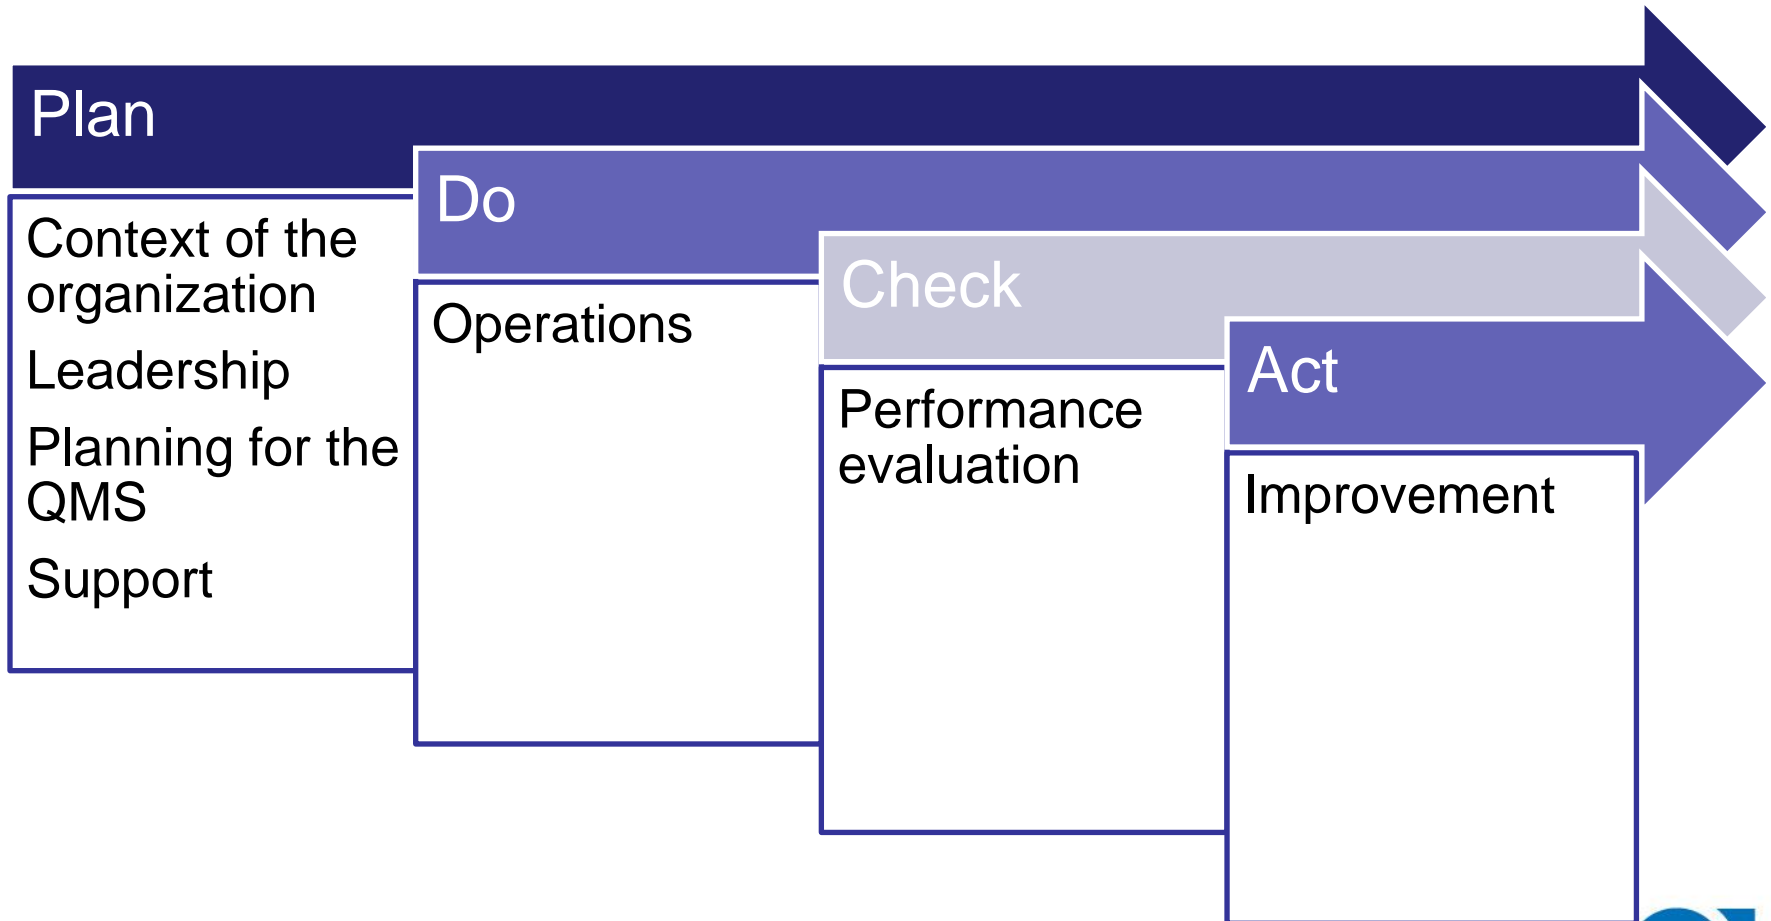 Plan
Context of the
organization
Leadership
Planning for the
QMS
Support
Do
Operations
Check
Performance
evaluation
Act
Improvement